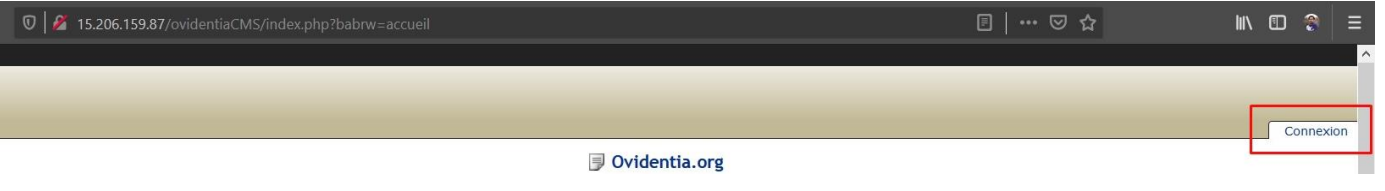 15.206.159.87/ovidentiaCMS/index.php?babrw=accueil
Connexion
Ovidentia.org